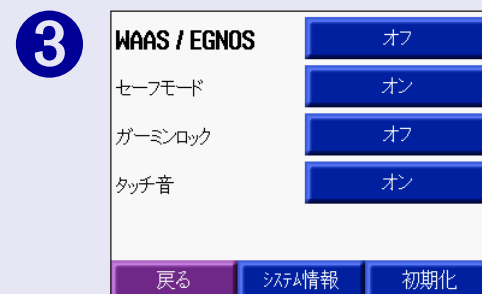 3
WAAS / EGNOS オフ
セーフモード オン
ガーミンロック オフ
タッチ音 オン
戻る システム情報 初期化